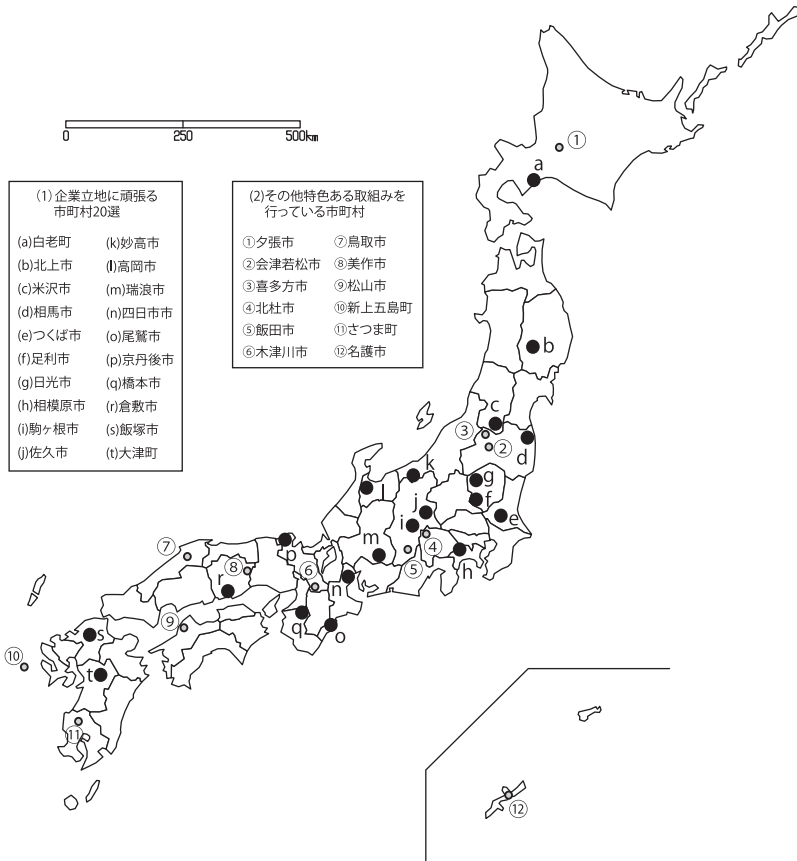 0 250 500km
(1)企業立地に頑張る
市町村20選
(a)白老町 (k)妙高市
(b)北上市 (l)高岡市
(c)米沢市 (m)瑞浪市
(d)相馬市 (n)四日市市
(e)つくば市 (o)尾鷲市
(f)足利市 (p)京丹後市
(g)日光市 (q)橋本市
(h)相模原市 (r)倉敷市
(i)駒ヶ根市 (s)飯塚市
(j)佐久市 (t)大津町
(2)その他特色ある取組みを
行っている市町村
①夕張市 ⑦鳥取市
②会津若松市 ⑧美作市
③喜多方市 ⑨松山市
④北杜市 ⑩新上五島町
⑤飯田市 ⑪さつま町
⑥木津川市 ⑫名護市
①
a
b
c
③
②
d
k
g
l
f
j
e
i
⑦
m
④
p
⑧
⑥
⑤
h
r
n
⑨
q
s
o
⑩
t
⑪
⑫